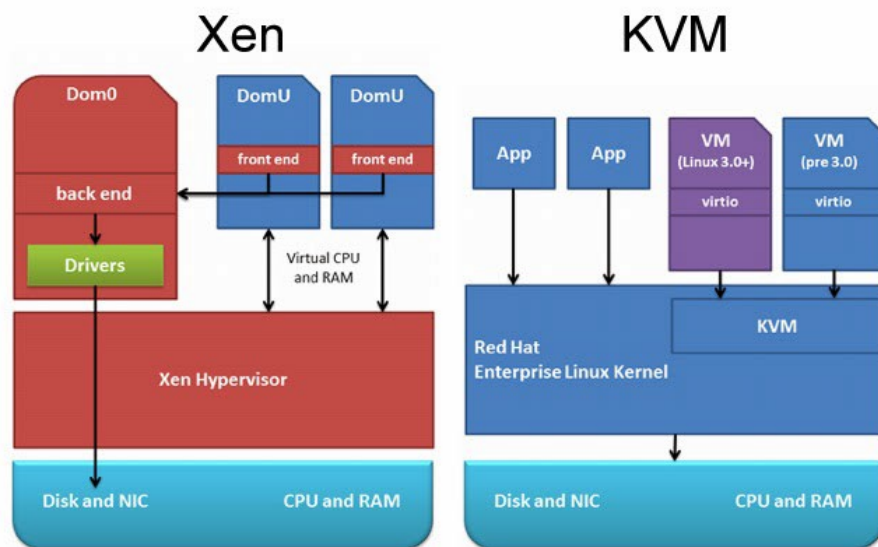 Xen
Dom0
DomU
DomU
front end
front end
back end
Drivers
Virtual CPU
and RAM
Xen Hypervisor
Disk and NIC
CPU and RAM
KVM
App
App
VM
(Linux 3.0+)
virtio
VM
(pre 3.0)
virtio
KVM
Red Hat
Enterprise Linux Kernel
Disk and NIC
CPU and RAM